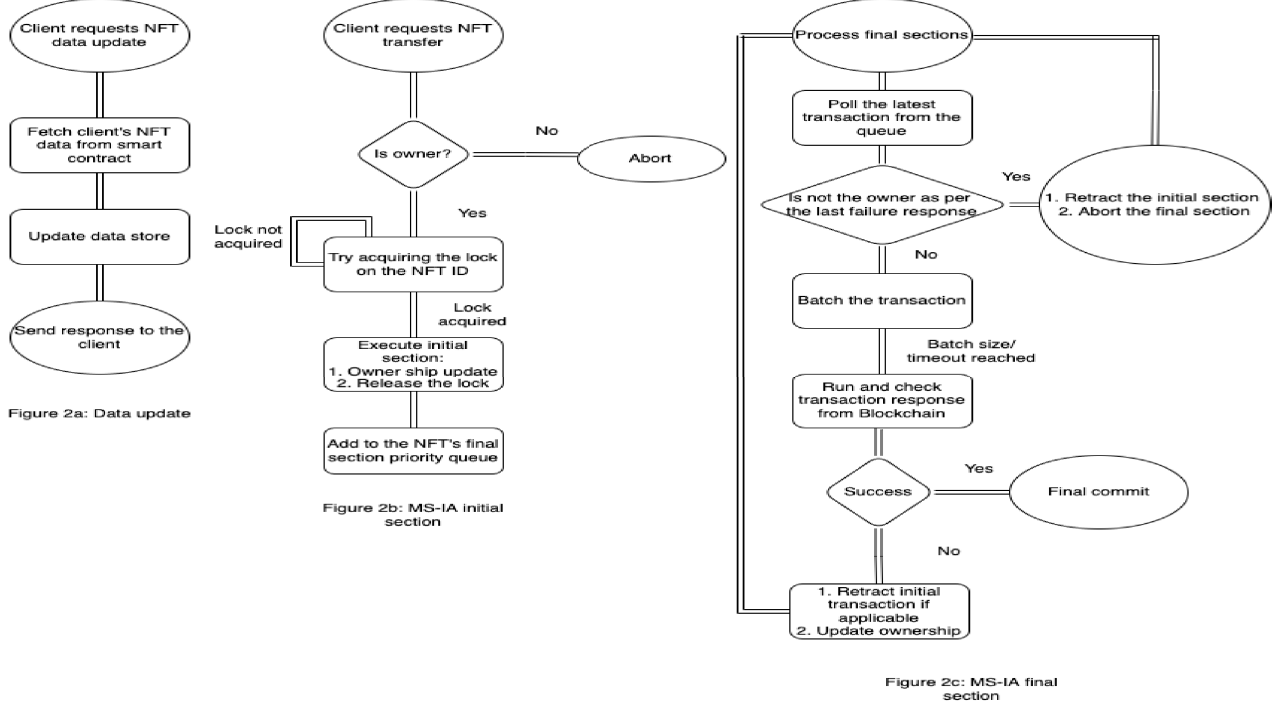 Client requests NFT
data update
Fetch client's NFT
data from smart
contract
Update data store
Send response to the
client
Figure 2a: Data update
Client requests NFT
transfer
Is owner?
No
Abort
Yes
Lock not
acquired
Try acquiring the lock
on the NFT ID
Lock
acquired
Execute initial
section:
1. Owner ship update
2. Release the lock
Add to the NFT's final
section priority queue
Figure 2b: MS-IA initial
section
Process final sections
Poll the latest
transaction from the
queue
Is not the owner as per
the last failure response
Yes
1. Retract the initial section
2. Abort the final section
No
Batch the transaction
Batch size/
timeout reached
Run and check
transaction response
from Blockchain
Success
Yes
Final commit
No
1. Retract initial
transaction if
applicable
2. Update ownership
Figure 2c: MS-IA final
section